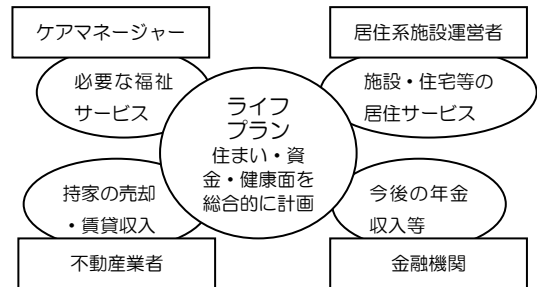 ケアマネージャー
居住系施設運営者
必要な福祉
サービス
施設・住宅等の
居住サービス
ライフ
プラン
住まい・資
金・健康面を
総合的に計画
持家の売却
・賃貸収入
今後の年金
収入等
不動産業者
金融機関